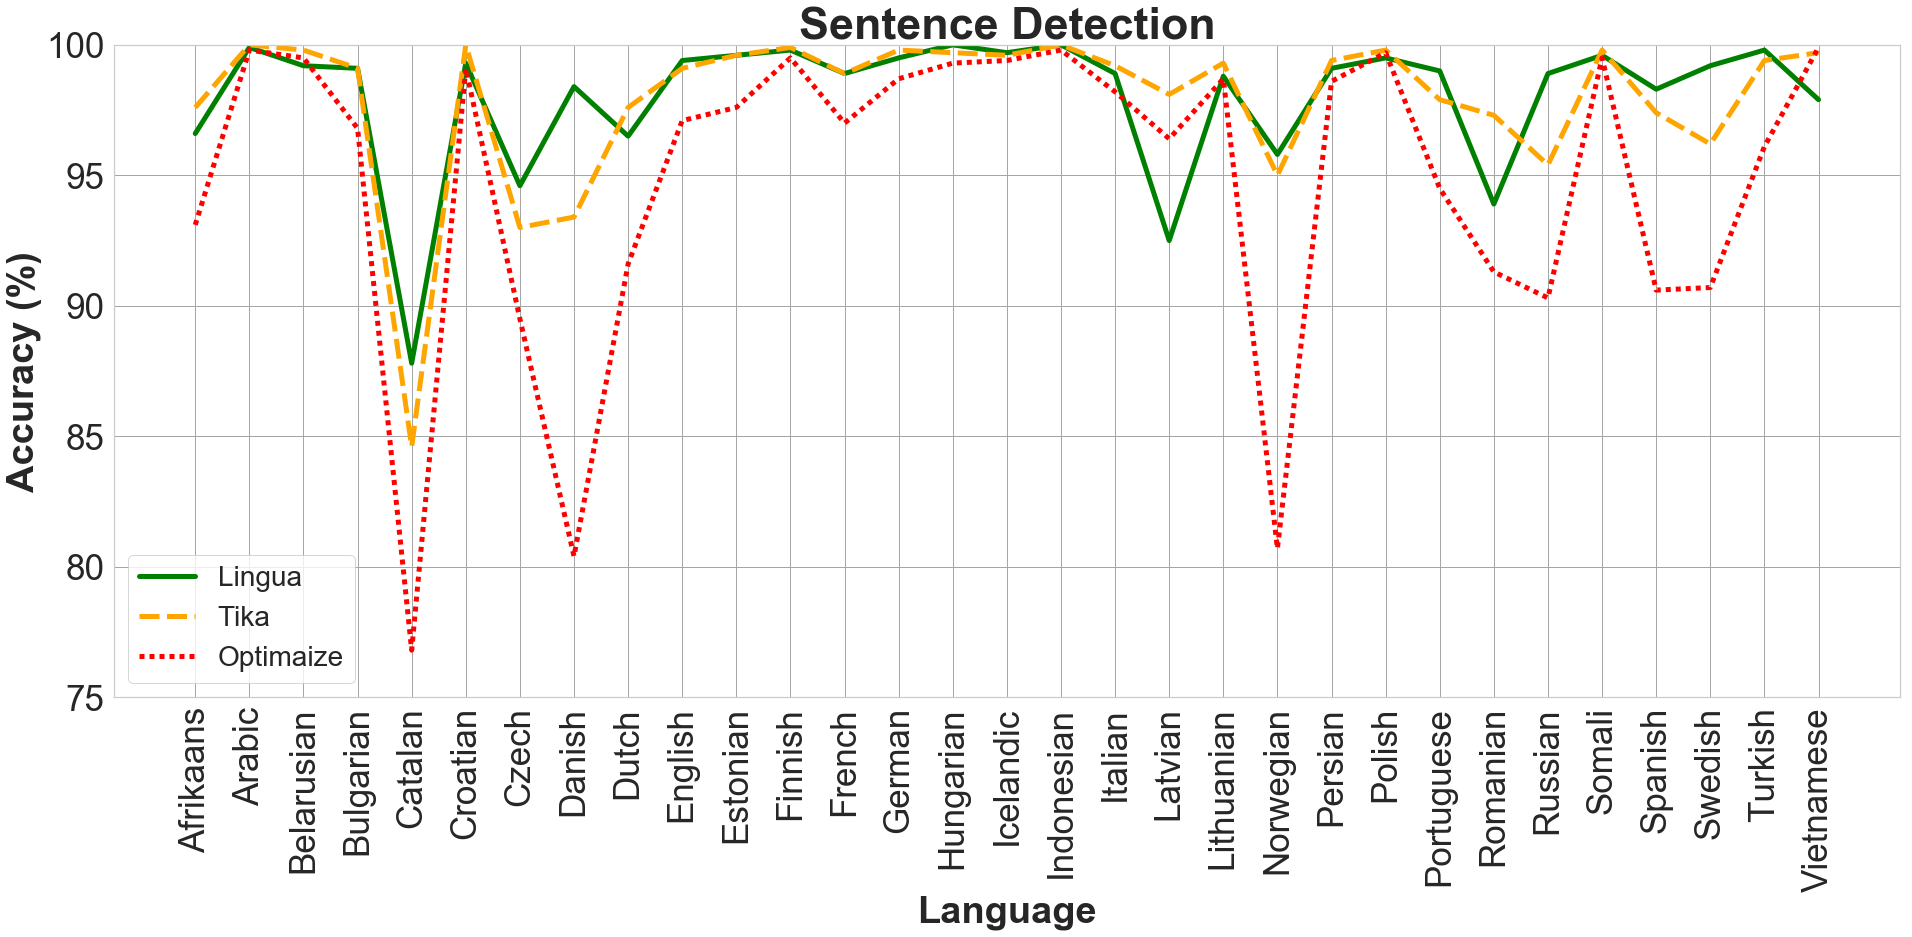 Sentence Detection
Accuracy (%)
100
95
90
85
80
75
Lingua
Tika
Optimaize
Afrikaans
Arabic
Belarusian
Bulgarian
Catalan
Croatian
Czech
Danish
Dutch
English
Estonian
Finnish
French
German
Hungarian
Icelandic
Indonesian
Italian
Latvian
Lithuanian
Norwegian
Persian
Polish
Portuguese
Romanian
Russian
Somali
Spanish
Swedish
Turkish
Vietnamese
Language